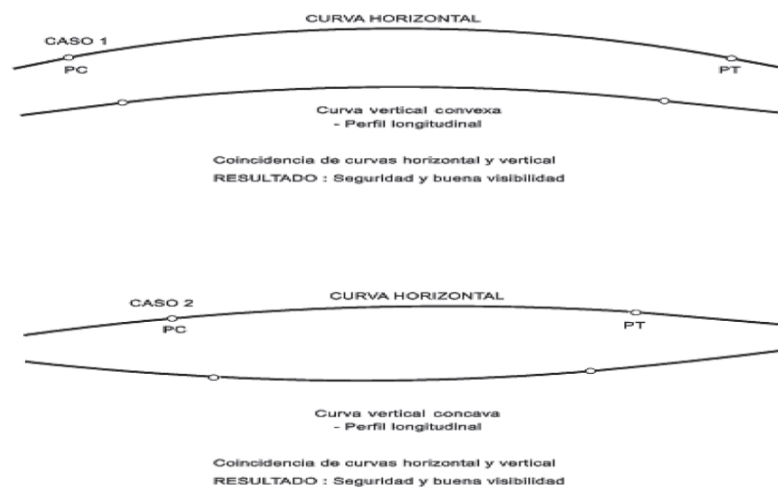 CURVA HORIZONTAL
CASO 1
PC
PT
Curva vertical convexa
- Perfil longitudinal
Coincidencia de curvas horizontal y vertical
RESULTADO : Seguridad y buena visibilidad
CURVA HORIZONTAL
CASO 2
PC
PT
Curva vertical concava
- Perfil longitudinal
Coincidencia de curvas horizontal y vertical
RESULTADO : Seguridad y buena visibilidad